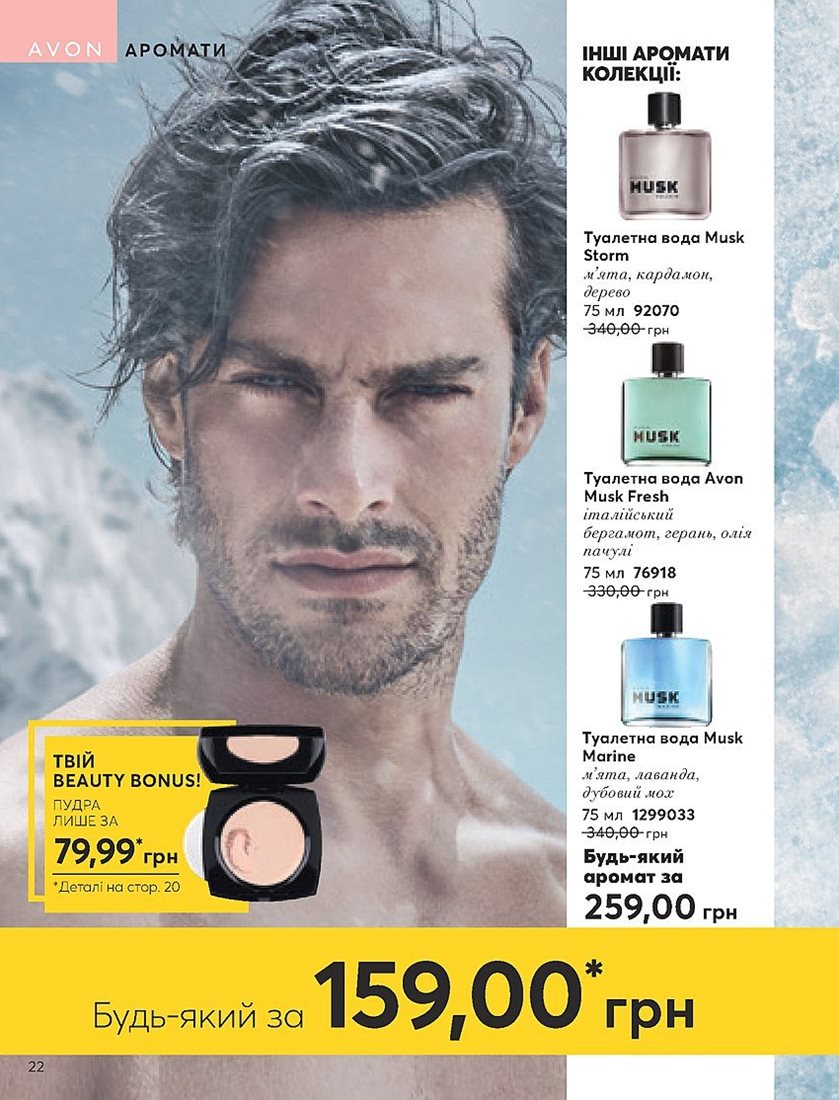 AVON АРОМАТИ
ІНШІ АРОМАТИ
КОЛЕКЦІЇ:
MUSK
Туалетна вода Musk
Storm
м’ята, кардамон,
дерево
75 мл 92070
340,00 грн
MUSK
Туалетна вода Avon
Musk Fresh
італійський
бергамот, герань, олія
пачулі
75 мл 76918
330,00 грн
MUSK
MARINE
Туалетна вода Musk
Marine
м’ята, лаванда,
дубовий мох
75 мл 1299033
340,00 грн
Будь-який
аромат за
259,00 грн
ТВІЙ
BEAUTY BONUS!
ПУДРА
ЛИШЕ ЗА
79,99* грн
*Деталі на стор. 20
Будь-який за 159,00* грн
22